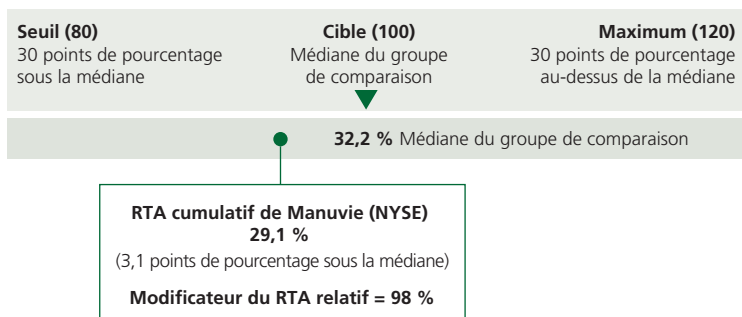 Seuil (80)
30 points de pourcentage
sous la médiane
Cible (100)
Médiane du groupe
de comparaison
Maximum (120)
30 points de pourcentage
au-dessus de la médiane
32,2 % Médiane du groupe de comparaison
RTA cumulatif de Manuvie (NYSE)
29,1 %
(3,1 points de pourcentage sous la médiane)
Modificateur du RTA relatif = 98 %